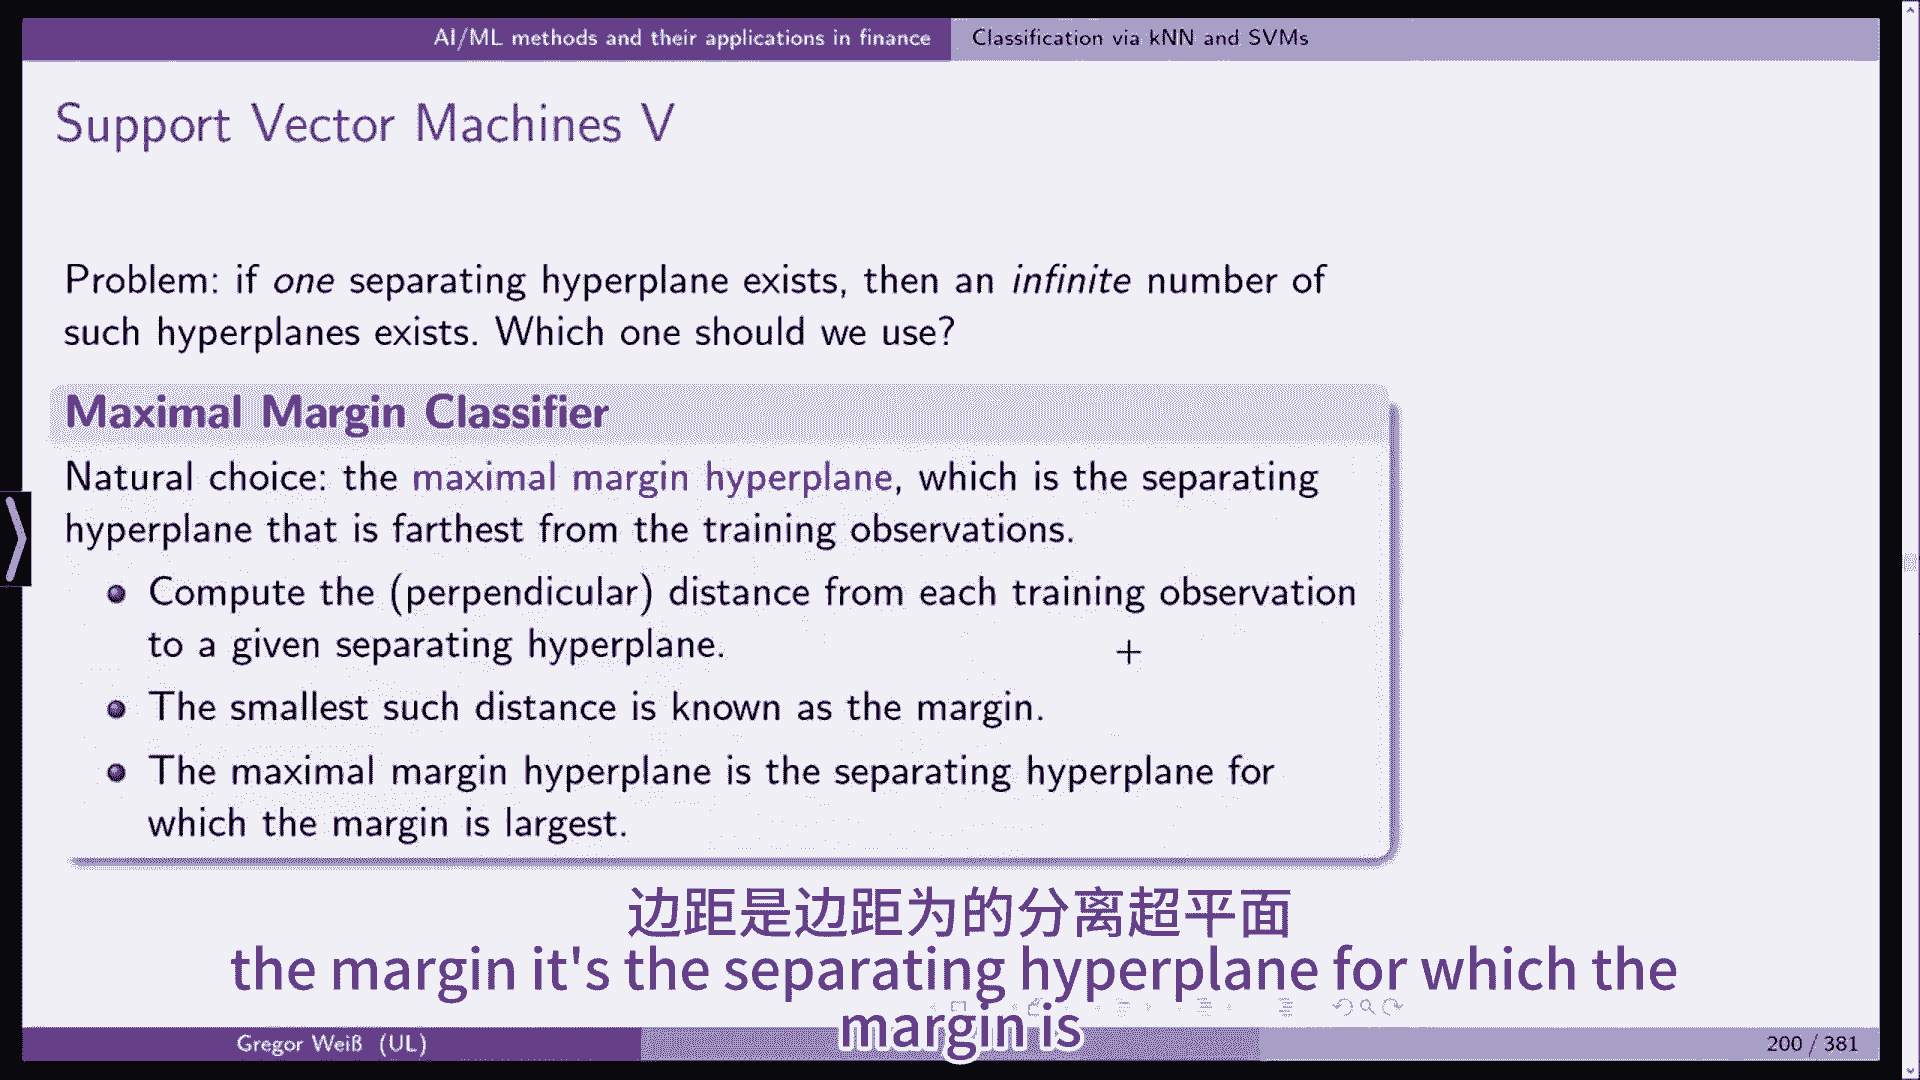 AI/ML methods and their applications in finance
Classification via kNN and SVMs
Support Vector Machines V
Problem: if one separating hyperplane exists, then an infinite number of
such hyperplanes exists. Which one should we use?
Maximal Margin Classifier
Natural choice: the maximal margin hyperplane, which is the separating
hyperplane that is farthest from the training observations.
Compute the (perpendicular) distance from each training observation
to a given separating hyperplane.
The smallest such distance is known as the margin.
The maximal margin hyperplane is the separating hyperplane for
which the margin is largest.
边距是边距为的分离超平面
the margin it's the separating hyperplane for which the
margin is
Gregor Weiß (UL)
200 / 381